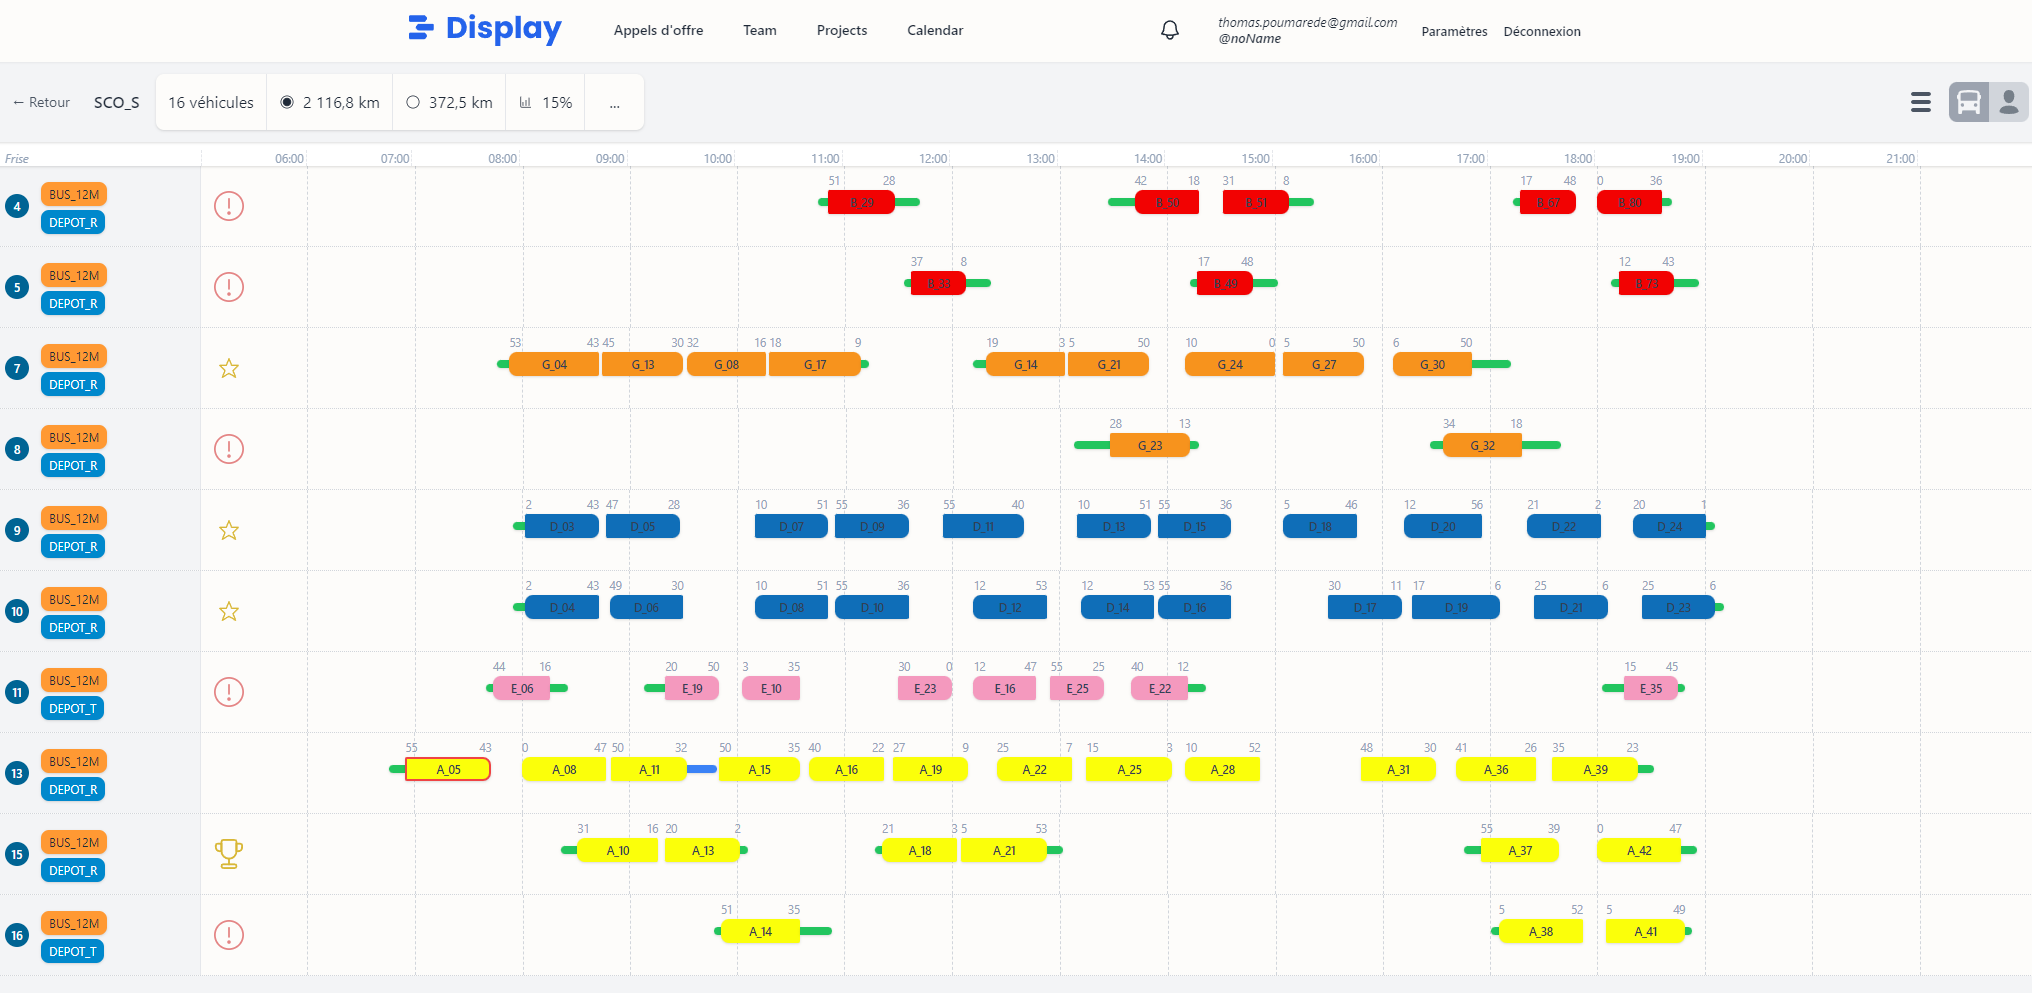 Display
Appels d'offre
Team
Projects
Calendar
thomas.poumarede@gmail.com
@noName
Paramètres
Déconnexion
← Retour
SCO_S
16 véhicules
2 116,8 km
372,5 km
15%
...
Frise
06:00 07:00 08:00 09:00 10:00 11:00 12:00 13:00 14:00 15:00 16:00 17:00 18:00 19:00 20:00 21:00
51 28 42 18 31 8 17 48 0 36
4 BUS_12M DEPOT_R
B_29 B_50 B_51 B_67 B_80
37 8 17 48 12 43
5 BUS_12M DEPOT_R
B_33 B_49 B_73
53 43 45 30 32 16 18 9 19 3 5 50 10 0 5 50 6 50
7 BUS_12M DEPOT_R
G_04 G_13 G_08 G_17 G_14 G_21 G_24 G_27 G_30
28 13 34 18
8 BUS_12M DEPOT_R
G_23 G_32
2 43 47 28 10 51 55 36 55 40 10 51 55 36 5 46 12 56 21 2 20 1
9 BUS_12M DEPOT_R
D_03 D_05 D_07 D_09 D_11 D_13 D_15 D_18 D_20 D_22 D_24
2 43 49 30 10 51 55 36 12 53 12 53 55 36 30 11 17 6 25 6 25 6
10 BUS_12M DEPOT_R
D_04 D_06 D_08 D_10 D_12 D_14 D_16 D_17 D_19 D_21 D_23
44 16 20 50 3 35 30 0 12 47 55 25 40 12 15 45
11 BUS_12M DEPOT_T
E_06 E_19 E_10 E_23 E_16 E_25 E_22 E_35
55 43 0 47 50 32 50 35 40 22 27 9 25 7 15 3 10 52 48 30 41 26 35 23
13 BUS_12M DEPOT_R
A_05 A_08 A_11 A_15 A_16 A_19 A_22 A_25 A_28 A_31 A_36 A_39
31 16 20 2 21 3 5 53 55 39 0 47
15 BUS_12M DEPOT_R
A_10 A_13 A_18 A_21 A_37 A_42
51 35 5 52 5 49
16 BUS_12M DEPOT_T
A_14 A_38 A_41